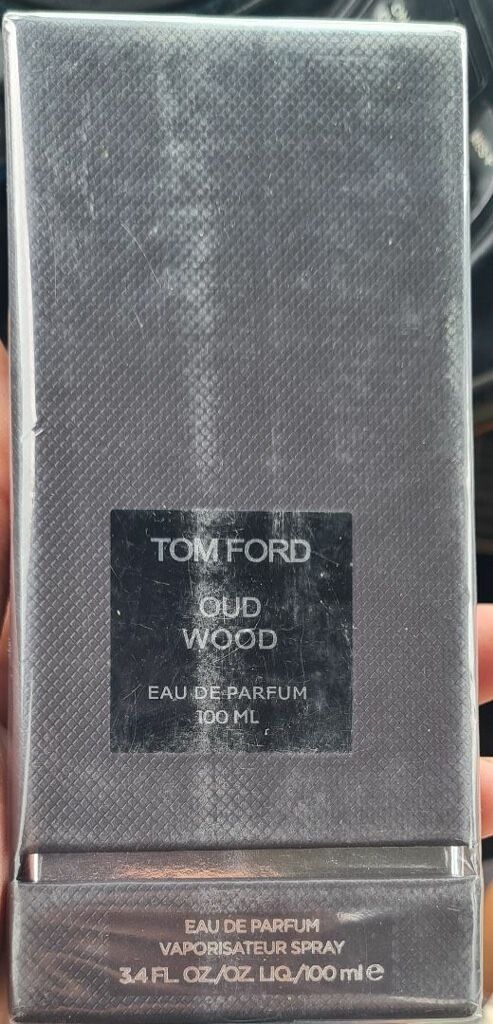 TOM FORD
OUD
WOOD
EAU DE PARFUM
100 ML
EAU DE PARFUM
VAPORISATEUR SPRAY
3.4 FL. OZ/OZ. LIQ./100 ml ℮